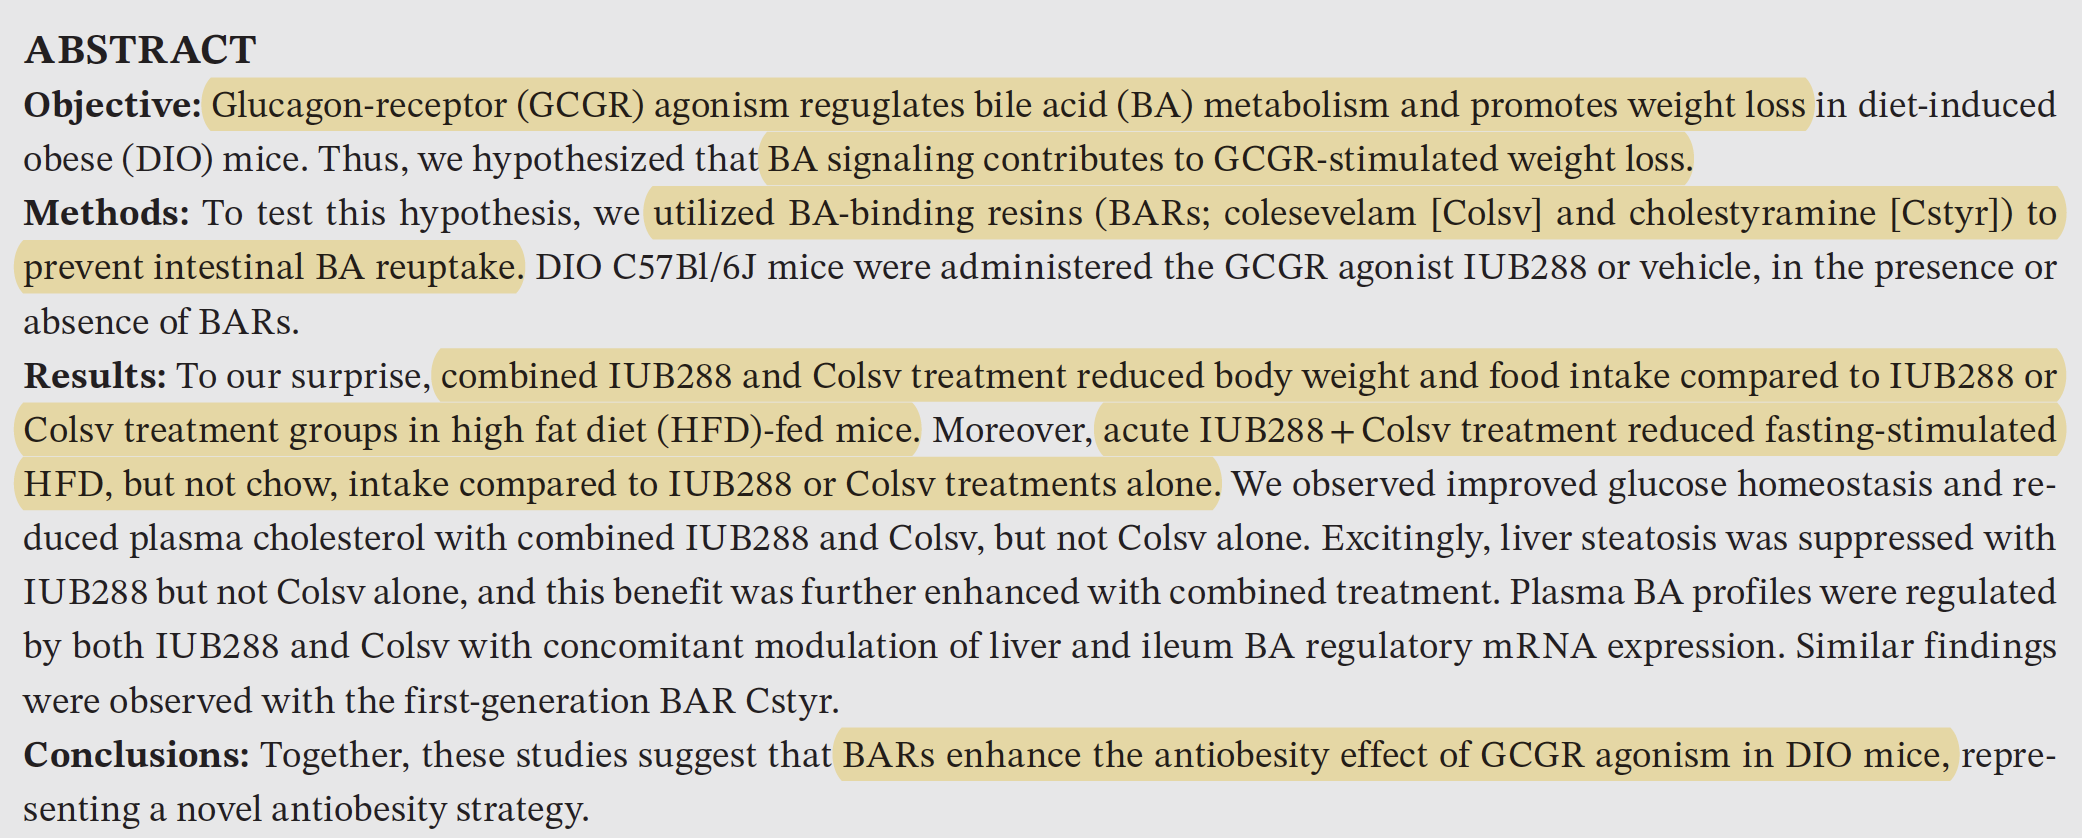 ABSTRACT
Objective: Glucagon-receptor (GCGR) agonism reguglates bile acid (BA) metabolism and promotes weight loss in diet-induced
obese (DIO) mice. Thus, we hypothesized that BA signaling contributes to GCGR-stimulated weight loss.
Methods: To test this hypothesis, we utilized BA-binding resins (BARs; colesevelam [Colsv] and cholestyramine [Cstyr]) to
prevent intestinal BA reuptake. DIO C57Bl/6J mice were administered the GCGR agonist IUB288 or vehicle, in the presence or
absence of BARs.
Results: To our surprise, combined IUB288 and Colsv treatment reduced body weight and food intake compared to IUB288 or
Colsv treatment groups in high fat diet (HFD)-fed mice. Moreover, acute IUB288+Colsv treatment reduced fasting-stimulated
HFD, but not chow, intake compared to IUB288 or Colsv treatments alone. We observed improved glucose homeostasis and re-
duced plasma cholesterol with combined IUB288 and Colsv, but not Colsv alone. Excitingly, liver steatosis was suppressed with
IUB288 but not Colsv alone, and this benefit was further enhanced with combined treatment. Plasma BA profiles were regulated
by both IUB288 and Colsv with concomitant modulation of liver and ileum BA regulatory mRNA expression. Similar findings
were observed with the first-generation BAR Cstyr.
Conclusions: Together, these studies suggest that BARs enhance the antiobesity effect of GCGR agonism in DIO mice, repre-
senting a novel antiobesity strategy.